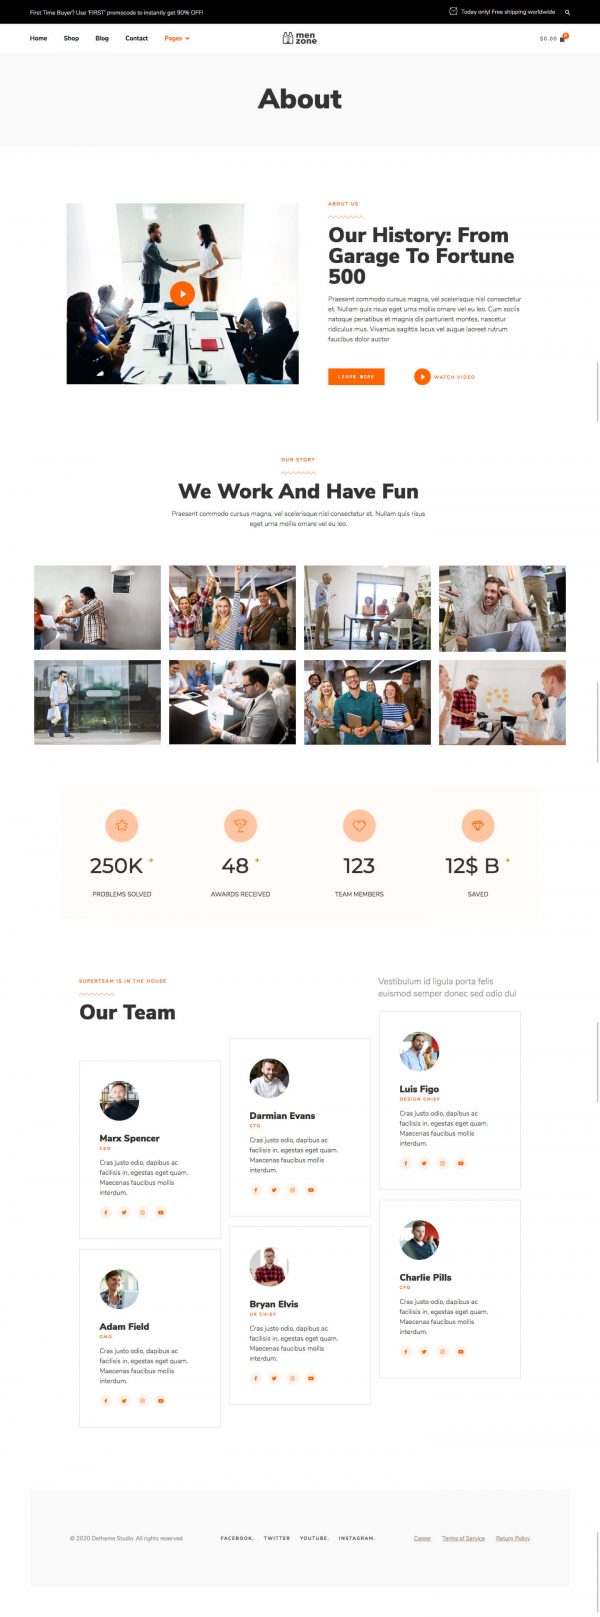 First Time Buyer? Use 'FIRST' promocode to instantly get 90% OFF!
Today only! Free shipping worldwide
Home Shop Blog Contact Pages
men
zone
$0.00 0
About
ABOUT US
Our History: From
Garage To Fortune
500
Praesent commodo cursus magna, vel scelerisque nisl consectetur
et. Nullam quis risus eget urna mollis ornare vel eu leo. Cum sociis
natoque penatibus et magnis dis parturient montes, nascetur
ridiculus mus. Vivamus sagittis lacus vel augue laoreet rutrum
faucibus dolor auctor
LEARN MORE
WATCH VIDEO
OUR STORY
We Work And Have Fun
Praesent commodo cursus magna, vel scelerisque nisl consectetur et. Nullam quis risus
eget urna mollis ornare vel eu leo.
250K +
PROBLEMS SOLVED
48 +
AWARDS RECEIVED
123
TEAM MEMBERS
12$ B +
SAVED
SUPERTEAM IS IN THE HOUSE
Our Team
Vestibulum id ligula porta felis
euismod semper donec sed odio dui
Marx Spencer
CEO
Cras justo odio, dapibus ac
facilisis in, egestas eget quam.
Maecenas faucibus mollis
interdum.
Adam Field
CMO
Cras justo odio, dapibus ac
facilisis in, egestas eget quam.
Maecenas faucibus mollis
interdum.
Darmian Evans
CTO
Cras justo odio, dapibus ac
facilisis in, egestas eget quam.
Maecenas faucibus mollis
interdum.
Bryan Elvis
UX CHIEF
Cras justo odio, dapibus ac
facilisis in, egestas eget quam.
Maecenas faucibus mollis
interdum.
Luis Figo
DESIGN CHIEF
Cras justo odio, dapibus ac
facilisis in, egestas eget quam.
Maecenas faucibus mollis
interdum.
Charlie Pills
CFO
Cras justo odio, dapibus ac
facilisis in, egestas eget quam.
Maecenas faucibus mollis
interdum.
© 2020 Detheme Studio. All rights reserved
FACEBOOK. TWITTER YOUTUBE. INSTAGRAM.
Career Terms of Service Return Policy